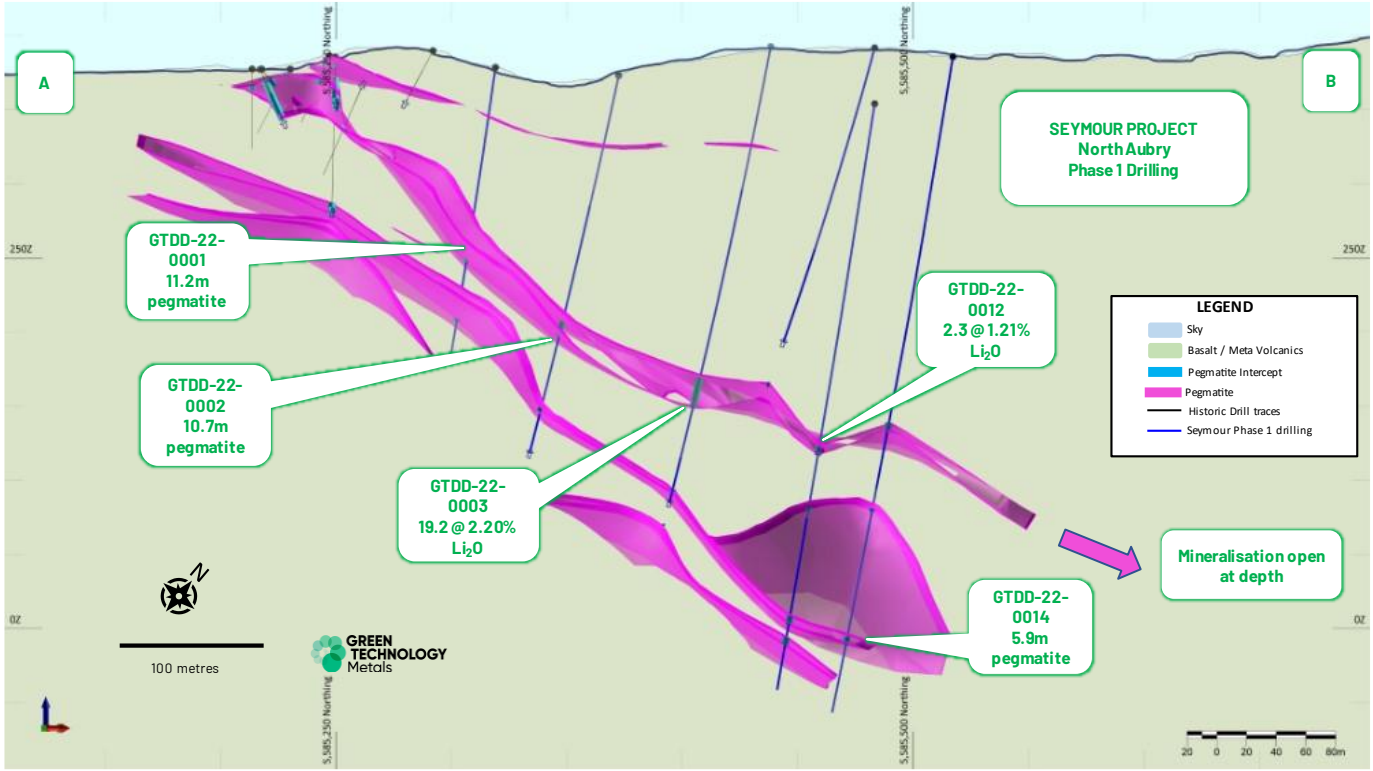 5,585,250 Northing
5,585,500 Northing
A
B
SEYMOUR PROJECT
North Aubry
Phase 1 Drilling
250Z
250Z
GTDD-22-
0001
11.2m
pegmatite
GTDD-22-
0012
2.3 @ 1.21%
Li₂O
LEGEND
Sky
Basalt / Meta Volcanics
Pegmatite Intercept
Pegmatite
Historic Drill traces
Seymour Phase 1 drilling
GTDD-22-
0002
10.7m
pegmatite
GTDD-22-
0003
19.2 @ 2.20%
Li₂O
Mineralisation open
at depth
N
GTDD-22-
0014
5.9m
pegmatite
0Z
0Z
100 metres
GREEN
TECHNOLOGY
Metals
5,585,250 Northing
5,585,500 Northing
20 0 20 40 60 80m